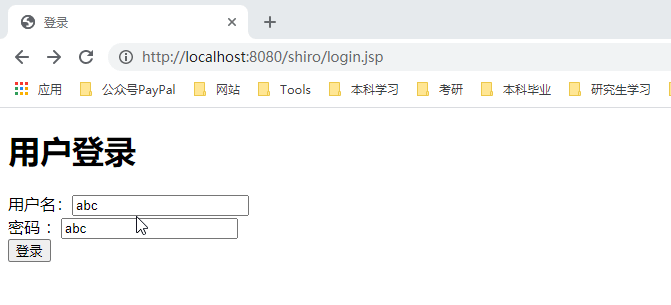 登录
http://localhost:8080/shiro/login.jsp
应用 公众号PayPal 网站 Tools 本科学习 考研 本科毕业 研究生学习
用户登录
用户名：abc
密码 ：abc
登录